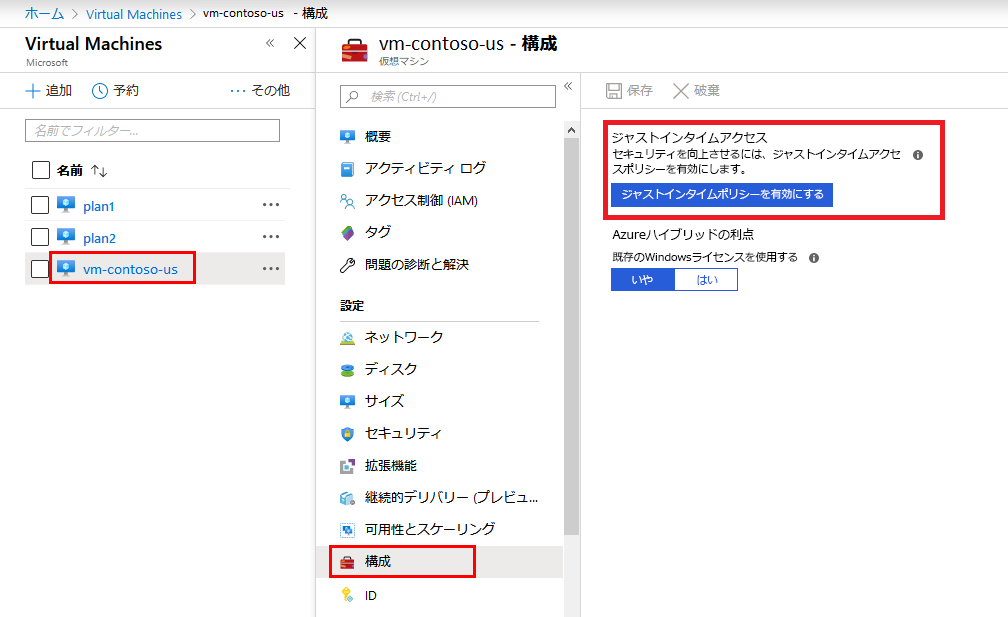 ホーム > Virtual Machines > vm-contoso-us - 構成
Virtual Machines
Microsoft
追加 予約 ··· その他
名前でフィルター...
名前 ↑↓
plan1
plan2
vm-contoso-us
vm-contoso-us - 構成
仮想マシン
検索 (Ctrl+/)
概要
アクティビティ ログ
アクセス制御 (IAM)
タグ
問題の診断と解決
設定
ネットワーク
ディスク
サイズ
セキュリティ
拡張機能
継続的デリバリー (プレビュ...
可用性とスケーリング
構成
ID
保存 破棄
ジャストインタイムアクセス
セキュリティを向上させるには、ジャストインタイムアクセ
スポリシーを有効にします。
ジャストインタイムポリシーを有効にする
Azureハイブリッドの利点
既存のWindowsライセンスを使用する
いや はい